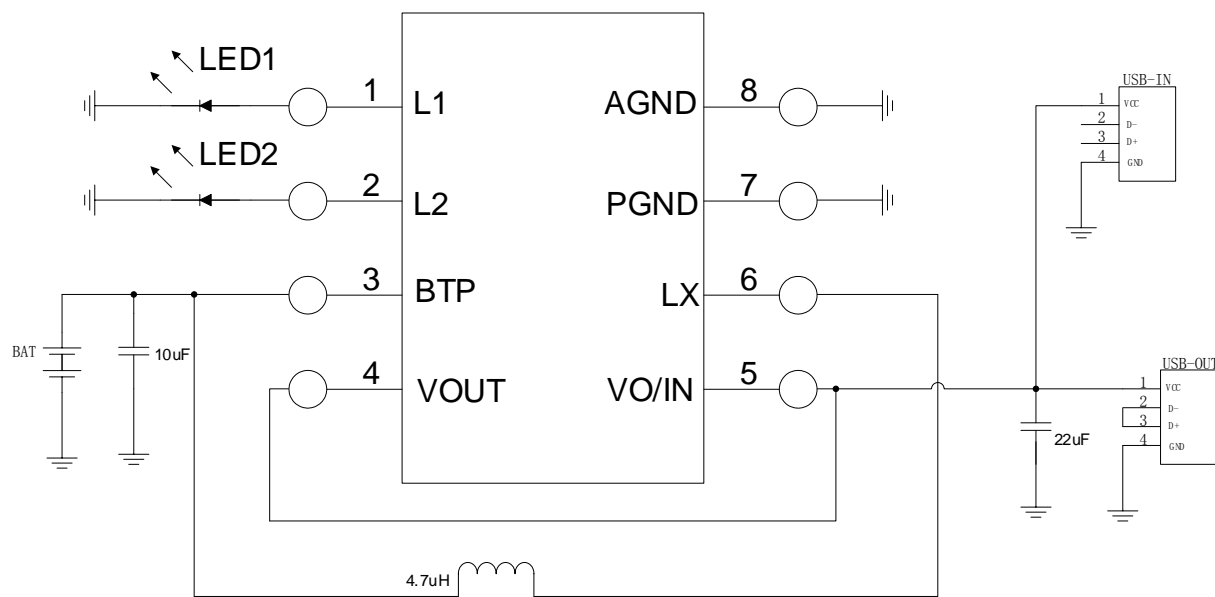 LED1
1 L1
AGND 8
USB-IN
1 VCC
2 D-
3 D+
4 GND
LED2
2 L2
PGND 7
3 BTP
LX 6
BAT
10uF
4 VOUT
VO/IN 5
USB-OUT
1 VCC
2 D-
3 D+
4 GND
22uF
4.7uH